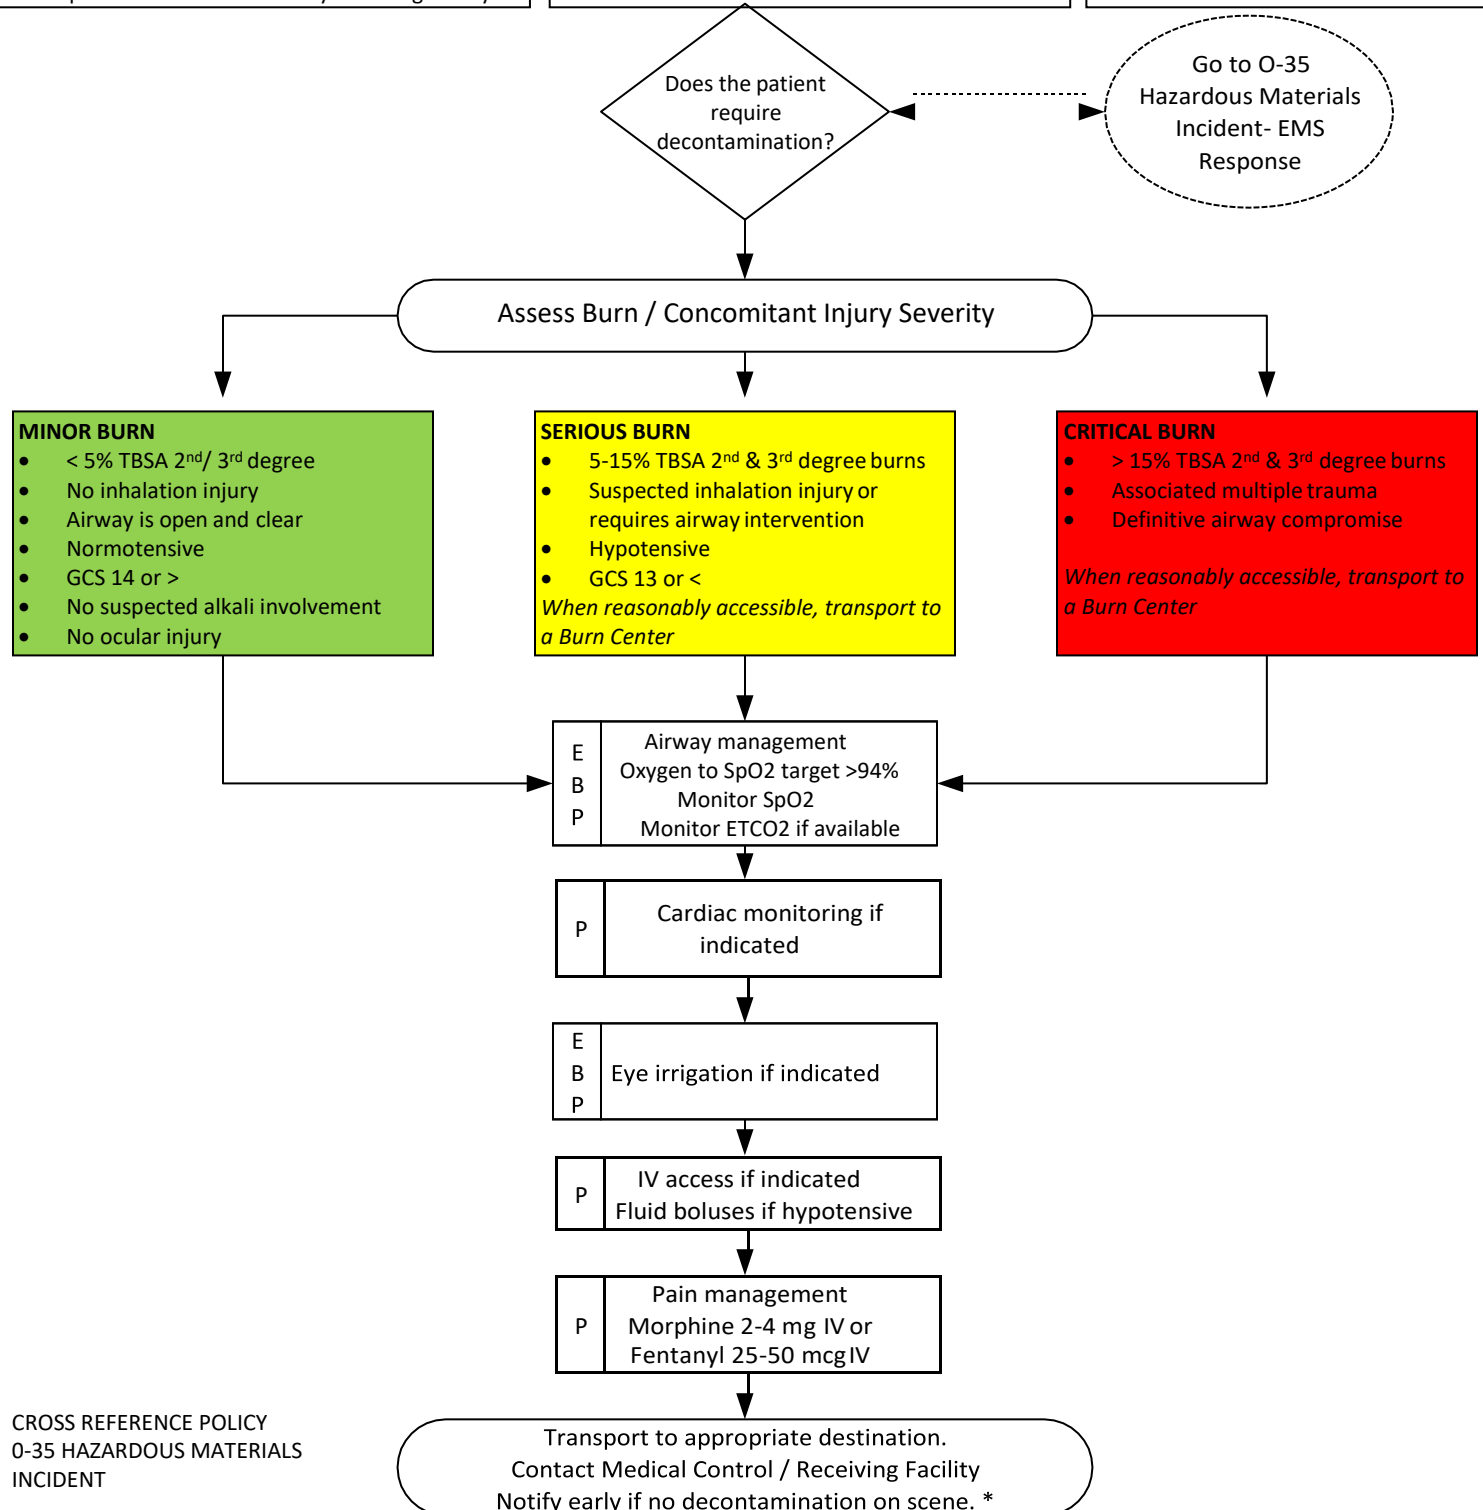 Does the patient
require
decontamination?
Go to O-35
Hazardous Materials
Incident- EMS
Response
Assess Burn / Concomitant Injury Severity
MINOR BURN
• < 5% TBSA 2nd/ 3rd degree
• No inhalation injury
• Airway is open and clear
• Normotensive
• GCS 14 or >
• No suspected alkali involvement
• No ocular injury
SERIOUS BURN
• 5-15% TBSA 2nd & 3rd degree burns
• Suspected inhalation injury or
requires airway intervention
• Hypotensive
• GCS 13 or <
When reasonably accessible, transport to
a Burn Center
CRITICAL BURN
• > 15% TBSA 2nd & 3rd degree burns
• Associated multiple trauma
• Definitive airway compromise
When reasonably accessible, transport to
a Burn Center
E
B
P
Airway management
Oxygen to SpO2 target >94%
Monitor SpO2
Monitor ETCO2 if available
P
Cardiac monitoring if
indicated
E
B
P
Eye irrigation if indicated
P
IV access if indicated
Fluid boluses if hypotensive
P
Pain management
Morphine 2-4 mg IV or
Fentanyl 25-50 mcg IV
CROSS REFERENCE POLICY
0-35 HAZARDOUS MATERIALS
INCIDENT
Transport to appropriate destination.
Contact Medical Control / Receiving Facility
Notify early if no decontamination on scene. *